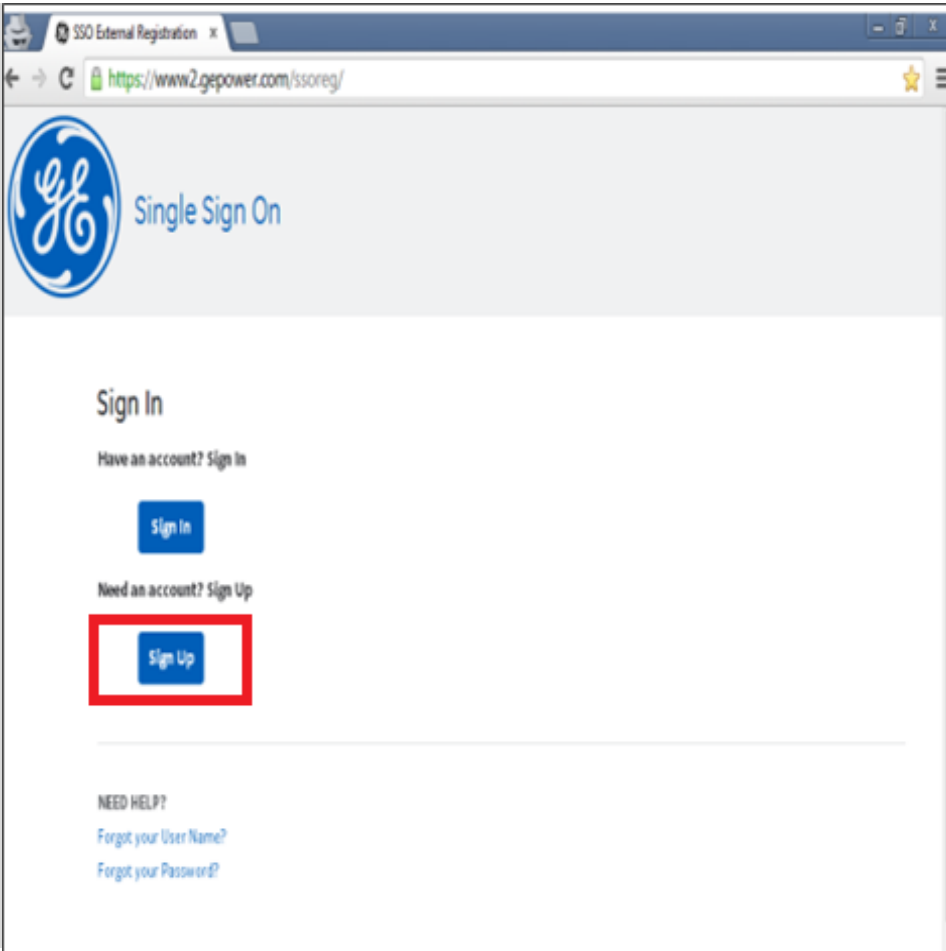 SSO External Registration x
https://www2.gepower.com/ssoreg/
GE
Single Sign On
Sign In
Have an account? Sign In
Sign In
Need an account? Sign Up
Sign Up
NEED HELP?
Forgot your User Name?
Forgot your Password?